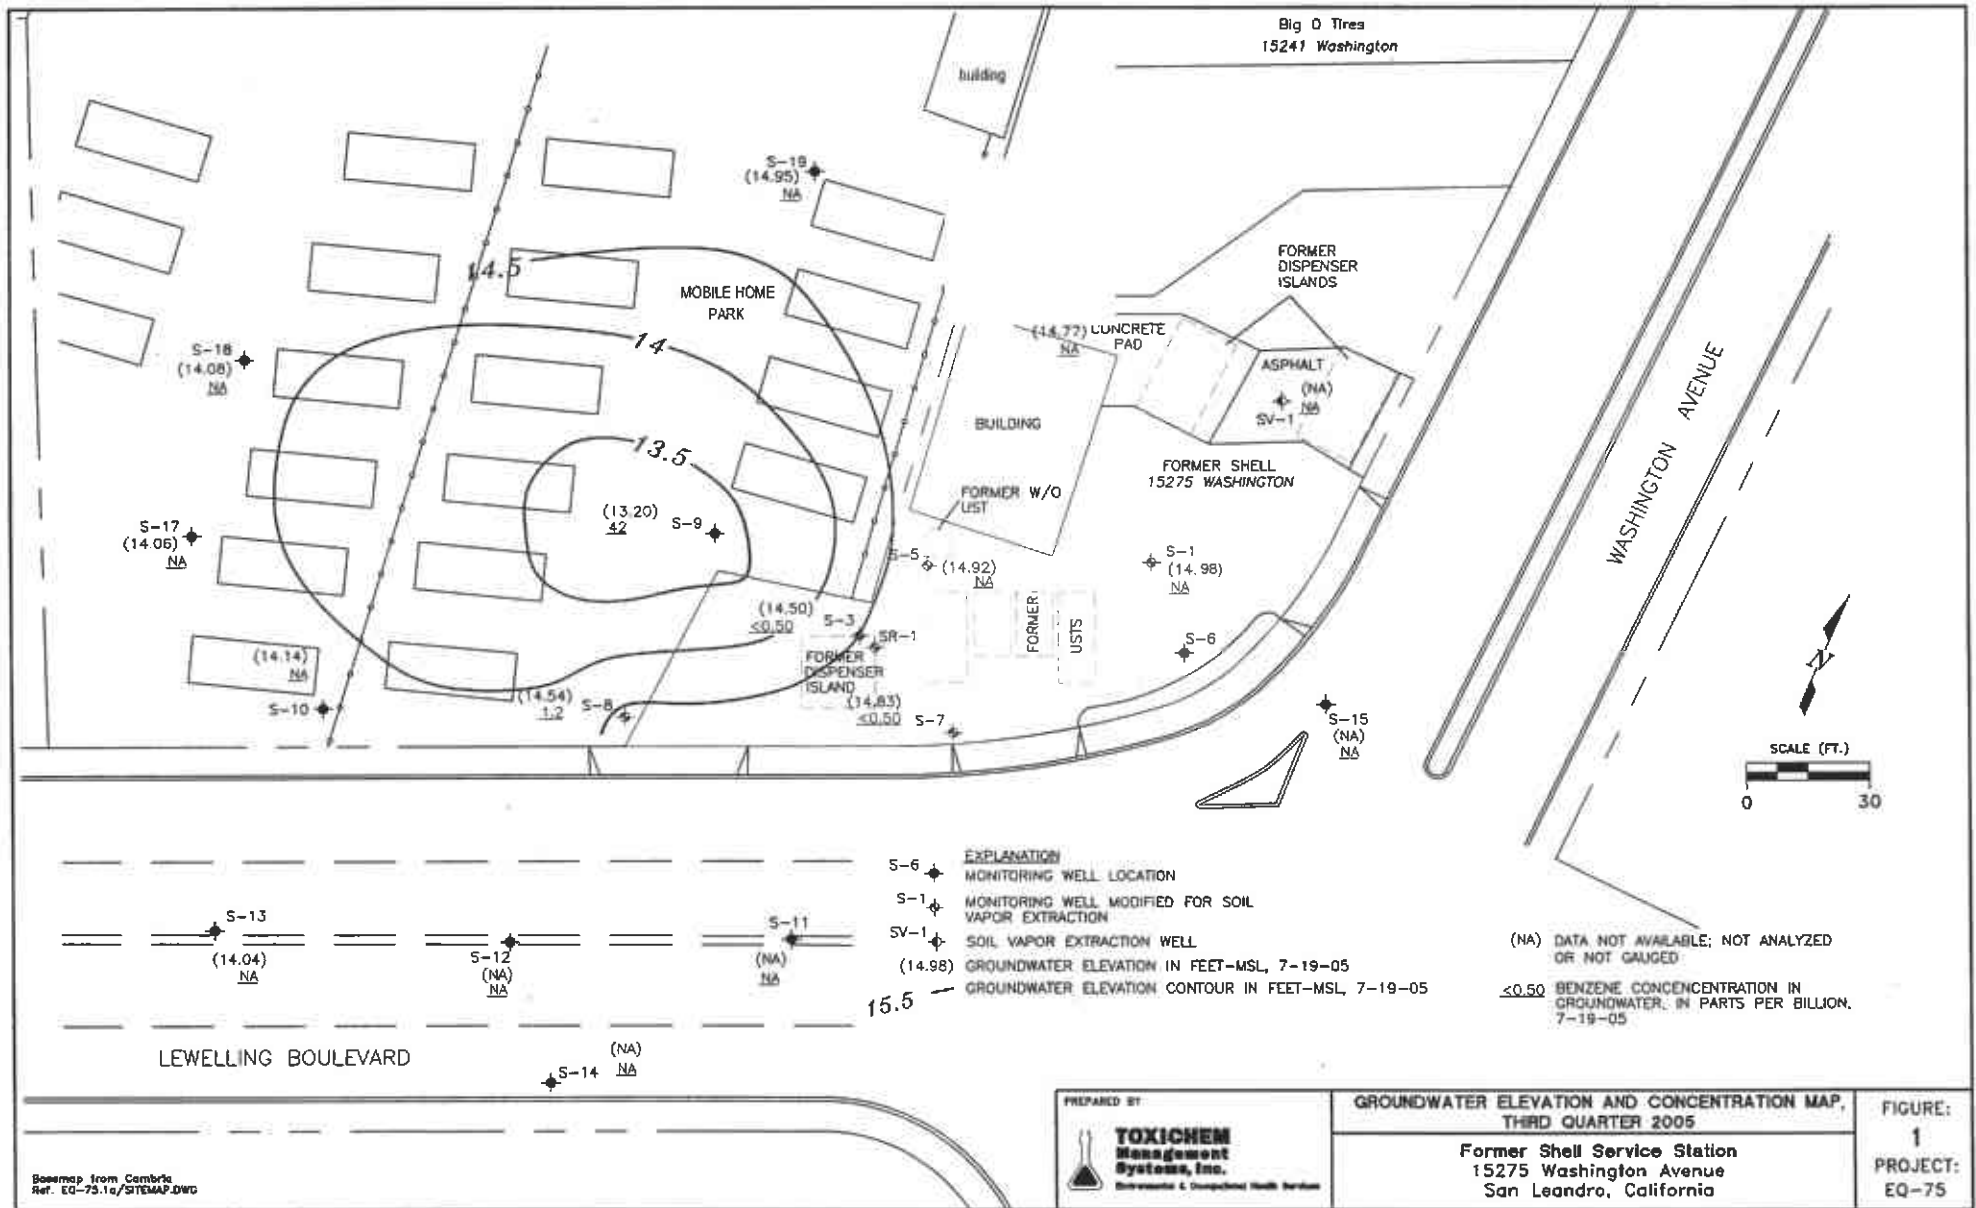 Big O Tires
15241 Washington
building
S-19
(14.95)
NA
FORMER
DISPENSER
ISLANDS
14.5
MOBILE HOME
PARK
14
(14.77)
NA
CONCRETE
PAD
S-18
(14.08)
NA
ASPHALT
(NA)
NA
SV-1
BUILDING
WASHINGTON AVENUE
13.5
FORMER SHELL
15275 WASHINGTON
FORMER W/O
UST
S-17
(14.06)
NA
(13.20)
42
S-9
S-5
(14.92)
NA
S-1
(14.98)
NA
(14.50)
<0.50
S-3
SR-1
FORMER
USTS
S-6
FORMER
DISPENSER
ISLAND
(14.83)
<0.50
(14.14)
NA
S-10
(14.54)
1.2
S-8
S-7
S-15
(NA)
NA
N
SCALE (FT.)
0 30
S-13
(14.04)
NA
S-12
(NA)
NA
S-11
(NA)
NA
EXPLANATION
S-6 MONITORING WELL LOCATION
S-1 MONITORING WELL MODIFIED FOR SOIL
VAPOR EXTRACTION
SV-1 SOIL VAPOR EXTRACTION WELL
(14.98) GROUNDWATER ELEVATION IN FEET-MSL, 7-19-05
15.5 GROUNDWATER ELEVATION CONTOUR IN FEET-MSL, 7-19-05
(NA) DATA NOT AVAILABLE; NOT ANALYZED
OR NOT GAUGED
<0.50 BENZENE CONCENCENTRATION IN
GROUNDWATER, IN PARTS PER BILLION,
7-19-05
LEWELLING BOULEVARD
S-14
(NA)
NA
Basemap from Cambria
Ref. EQ-75.1a/SITEMAP.DWG
PREPARED BY
TOXICHEM
Management
Systems, Inc.
Environmental & Occupational Health Services
GROUNDWATER ELEVATION AND CONCENTRATION MAP,
THIRD QUARTER 2005
Former Shell Service Station
15275 Washington Avenue
San Leandro, California
FIGURE:
1
PROJECT:
EQ-75